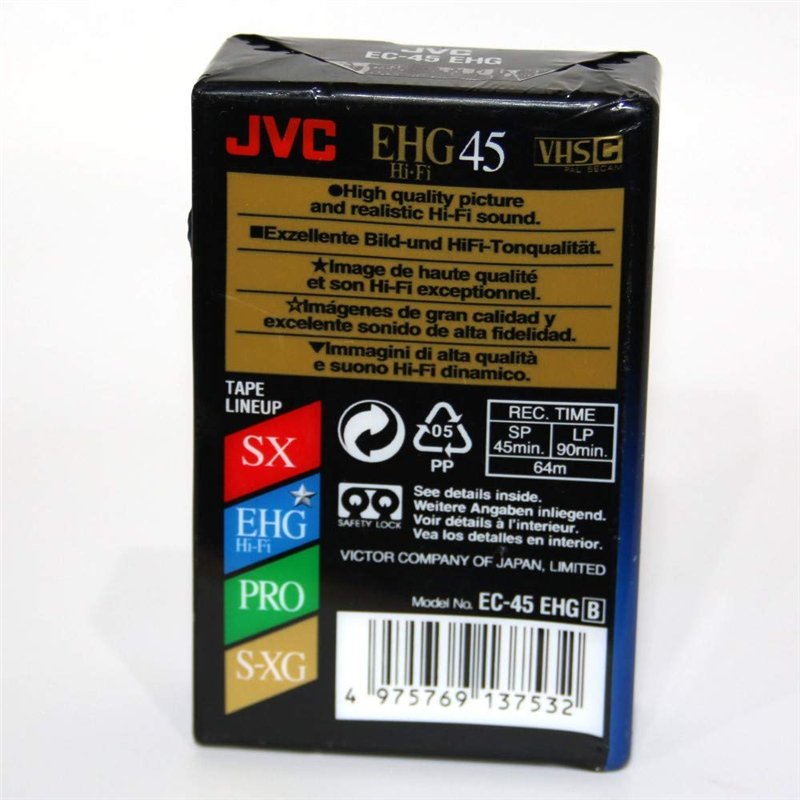 JVC
EC-45 EHG
JVC EHG 45 VHS C
Hi-Fi
PAL SECAM
●High quality picture
and realistic Hi-Fi sound.
■Exzellente Bild-und HiFi-Tonqualität.
★Image de haute qualité
et son Hi-Fi exceptionnel.
☆Imágenes de gran calidad y
excelente sonido de alta fidelidad.
▼Immagini di alta qualità
e suono Hi-Fi dinamico.
TAPE
LINEUP
SX
EHG
Hi-Fi
PRO
S-XG
05
PP
REC. TIME
SP LP
45min. 90min.
64m
SAFETY LOCK
See details inside.
Weitere Angaben inliegend.
Voir détails à l'interieur.
Vea los detalles en interior.
VICTOR COMPANY OF JAPAN, LIMITED
Model No. EC-45 EHG B
4 975769 137532